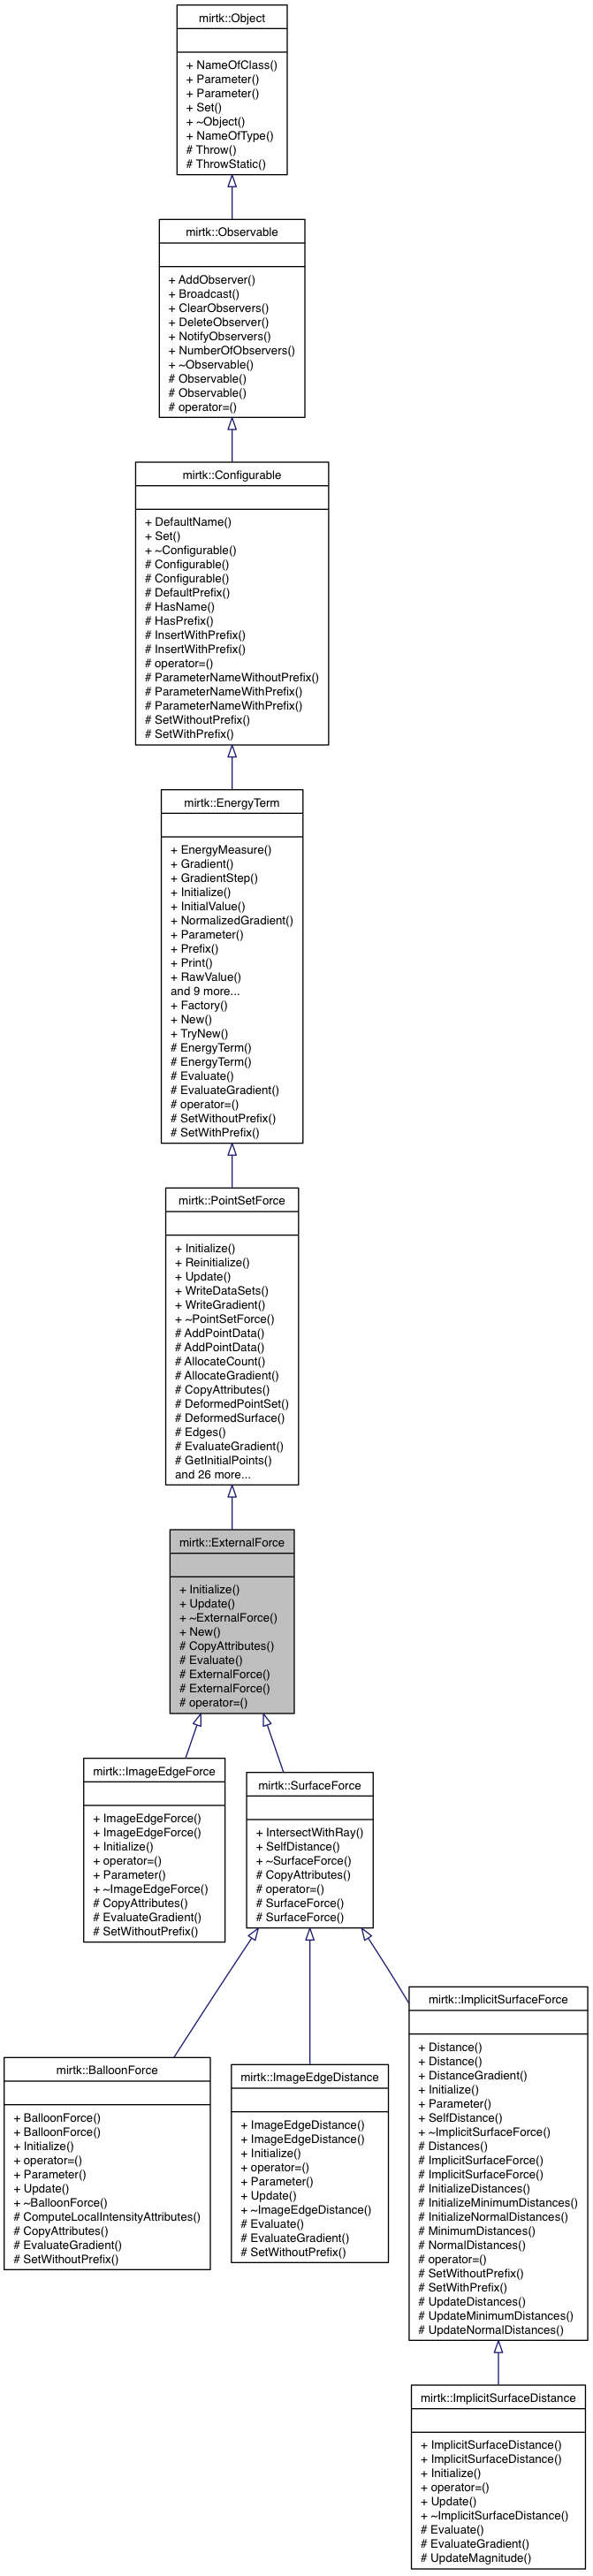 mirtk::Object
+ NameOfClass()
+ Parameter()
+ Parameter()
+ Set()
+ ~Object()
+ NameOfType()
# Throw()
# ThrowStatic()
mirtk::Observable
+ AddObserver()
+ Broadcast()
+ ClearObservers()
+ DeleteObserver()
+ NotifyObservers()
+ NumberOfObservers()
+ ~Observable()
# Observable()
# Observable()
# operator=()
mirtk::Configurable
+ DefaultName()
+ Set()
+ ~Configurable()
# Configurable()
# Configurable()
# DefaultPrefix()
# HasName()
# HasPrefix()
# InsertWithPrefix()
# InsertWithPrefix()
# operator=()
# ParameterNameWithoutPrefix()
# ParameterNameWithPrefix()
# ParameterNameWithPrefix()
# SetWithoutPrefix()
# SetWithPrefix()
mirtk::EnergyTerm
+ EnergyMeasure()
+ Gradient()
+ GradientStep()
+ Initialize()
+ InitialValue()
+ NormalizedGradient()
+ Parameter()
+ Prefix()
+ Print()
+ RawValue()
and 9 more...
+ Factory()
+ New()
+ TryNew()
# EnergyTerm()
# EnergyTerm()
# Evaluate()
# EvaluateGradient()
# operator=()
# SetWithoutPrefix()
# SetWithPrefix()
mirtk::PointSetForce
+ Initialize()
+ Reinitialize()
+ Update()
+ WriteDataSets()
+ WriteGradient()
+ ~PointSetForce()
# AddPointData()
# AddPointData()
# AllocateCount()
# AllocateGradient()
# CopyAttributes()
# DeformedPointSet()
# DeformedSurface()
# Edges()
# EvaluateGradient()
# GetInitialPoints()
and 26 more...
mirtk::ExternalForce
+ Initialize()
+ Update()
+ ~ExternalForce()
+ New()
# CopyAttributes()
# Evaluate()
# ExternalForce()
# ExternalForce()
# operator=()
mirtk::ImageEdgeForce
+ ImageEdgeForce()
+ ImageEdgeForce()
+ Initialize()
+ operator=()
+ Parameter()
+ ~ImageEdgeForce()
# CopyAttributes()
# EvaluateGradient()
# SetWithoutPrefix()
mirtk::SurfaceForce
+ IntersectWithRay()
+ SelfDistance()
+ ~SurfaceForce()
# CopyAttributes()
# operator=()
# SurfaceForce()
# SurfaceForce()
mirtk::BalloonForce
+ BalloonForce()
+ BalloonForce()
+ Initialize()
+ operator=()
+ Parameter()
+ Update()
+ ~BalloonForce()
# ComputeLocalIntensityAttributes()
# CopyAttributes()
# EvaluateGradient()
# SetWithoutPrefix()
mirtk::ImageEdgeDistance
+ ImageEdgeDistance()
+ ImageEdgeDistance()
+ Initialize()
+ operator=()
+ Parameter()
+ Update()
+ ~ImageEdgeDistance()
# Evaluate()
# EvaluateGradient()
# SetWithoutPrefix()
mirtk::ImplicitSurfaceForce
+ Distance()
+ Distance()
+ DistanceGradient()
+ Initialize()
+ Parameter()
+ SelfDistance()
+ ~ImplicitSurfaceForce()
# Distances()
# ImplicitSurfaceForce()
# ImplicitSurfaceForce()
# InitializeDistances()
# InitializeMinimumDistances()
# InitializeNormalDistances()
# MinimumDistances()
# NormalDistances()
# operator=()
# SetWithoutPrefix()
# SetWithPrefix()
# UpdateDistances()
# UpdateMinimumDistances()
# UpdateNormalDistances()
mirtk::ImplicitSurfaceDistance
+ ImplicitSurfaceDistance()
+ ImplicitSurfaceDistance()
+ Initialize()
+ operator=()
+ Update()
+ ~ImplicitSurfaceDistance()
# Evaluate()
# EvaluateGradient()
# UpdateMagnitude()